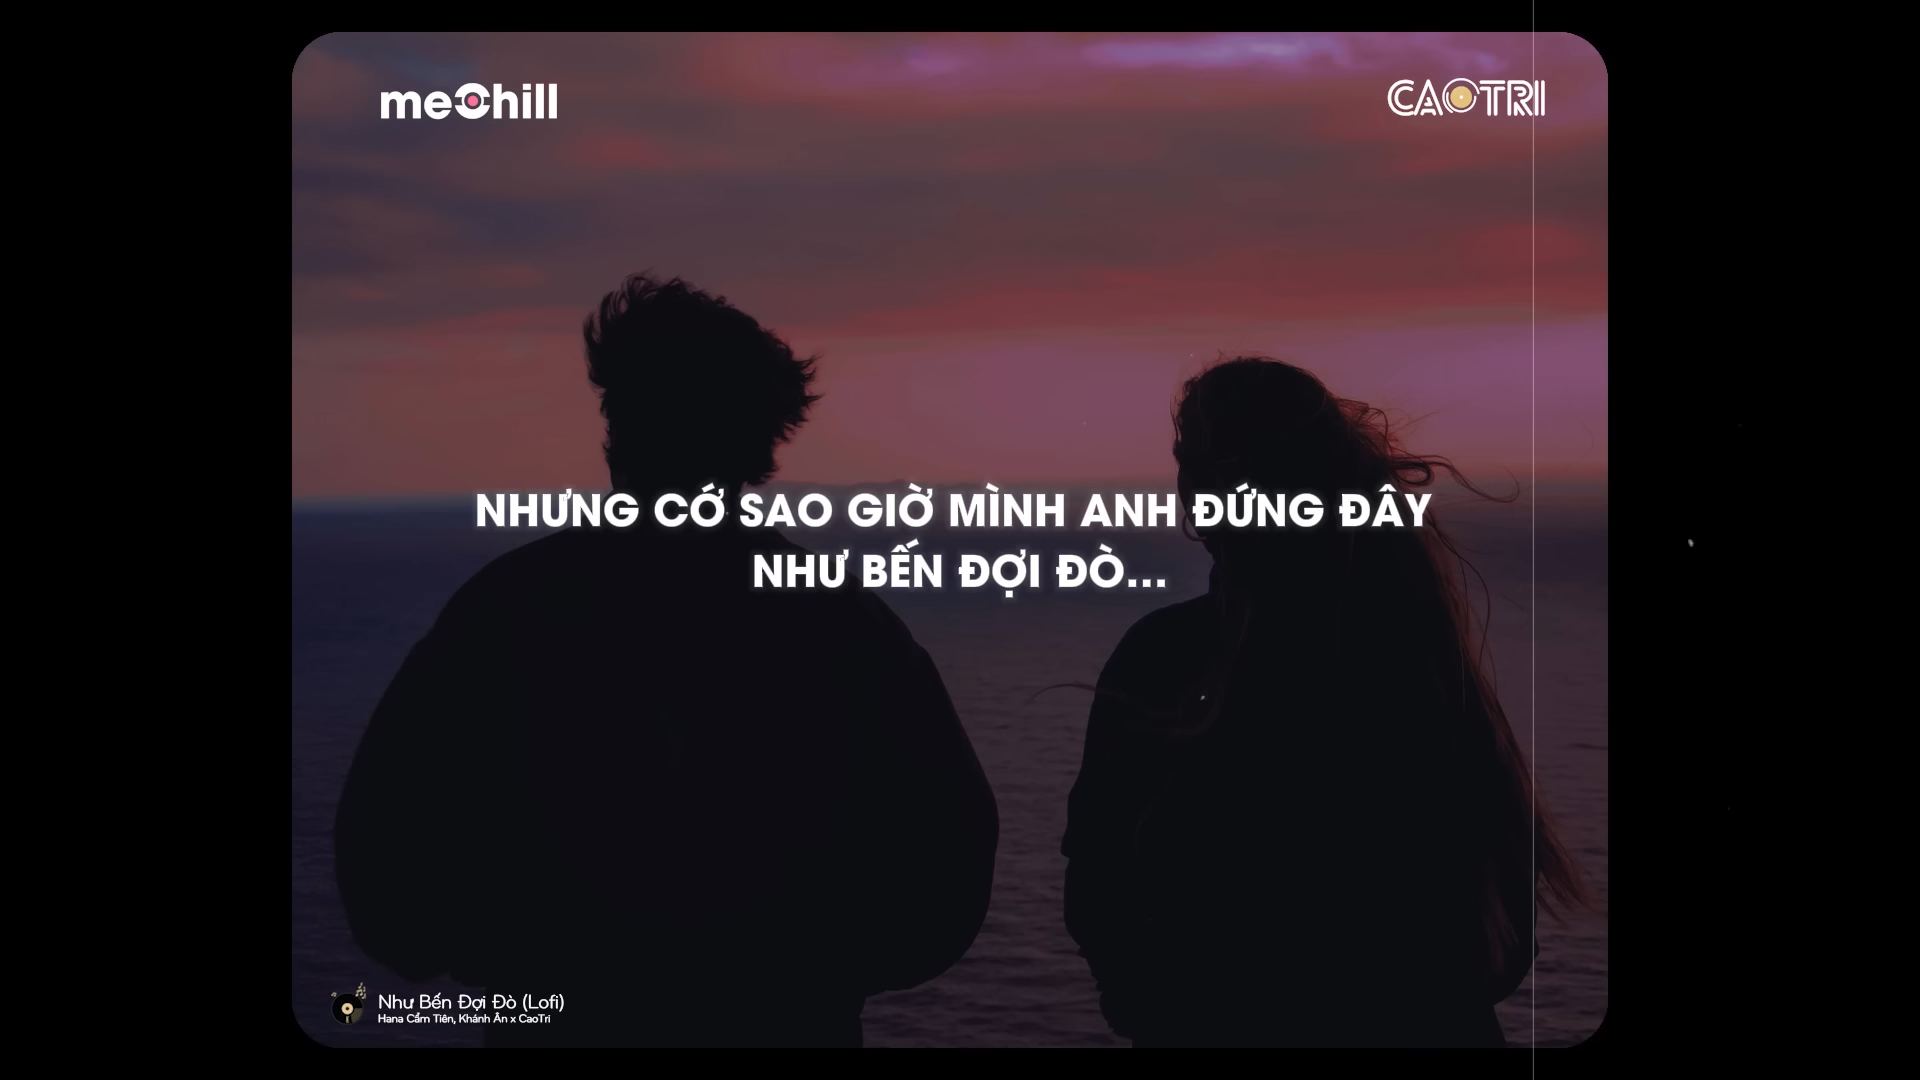 meChill
CAOTRI
NHƯNG CỚ SAO GIỜ MÌNH ANH ĐỨNG ĐÂY
NHƯ BẾN ĐỢI ĐÒ...
Như Bến Đợi Đò (Lofi)
Hana Cẩm Tiên, Khánh Ân x CaoTri